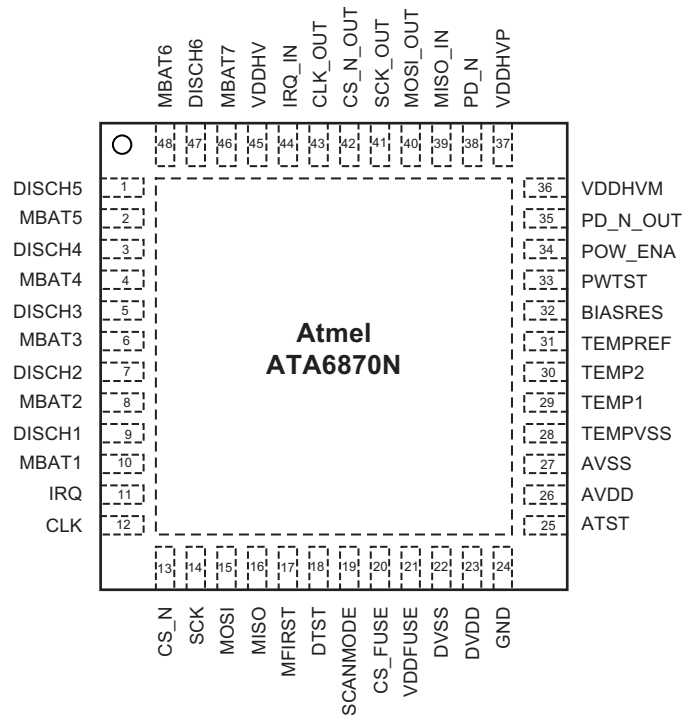 MBAT6
DISCH6
MBAT7
VDDHV
IRQ_IN
CLK_OUT
CS_N_OUT
SCK_OUT
MOSI_OUT
MISO_IN
PD_N
VDDHVP
48 47 46 45 44 43 42 41 40 39 38 37
DISCH5 1
MBAT5 2
DISCH4 3
MBAT4 4
DISCH3 5
MBAT3 6
DISCH2 7
MBAT2 8
DISCH1 9
MBAT1 10
IRQ 11
CLK 12
Atmel
ATA6870N
36 VDDHVM
35 PD_N_OUT
34 POW_ENA
33 PWTST
32 BIASRES
31 TEMPREF
30 TEMP2
29 TEMP1
28 TEMPVSS
27 AVSS
26 AVDD
25 ATST
13 14 15 16 17 18 19 20 21 22 23 24
CS_N
SCK
MOSI
MISO
MFIRST
DTST
SCANMODE
CS_FUSE
VDDFUSE
DVSS
DVDD
GND